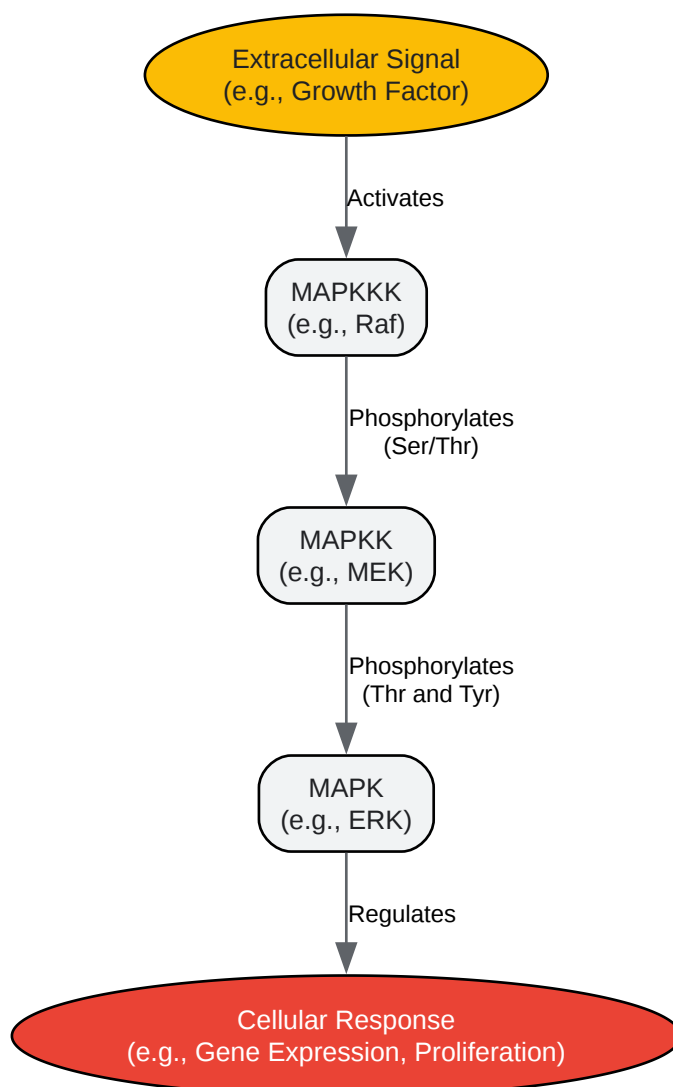 Extracellular Signal
(e.g., Growth Factor)
Activates
MAPKKK
(e.g., Raf)
Phosphorylates
(Ser/Thr)
MAPKK
(e.g., MEK)
Phosphorylates
(Thr and Tyr)
MAPK
(e.g., ERK)
Regulates
Cellular Response
(e.g., Gene Expression, Proliferation)